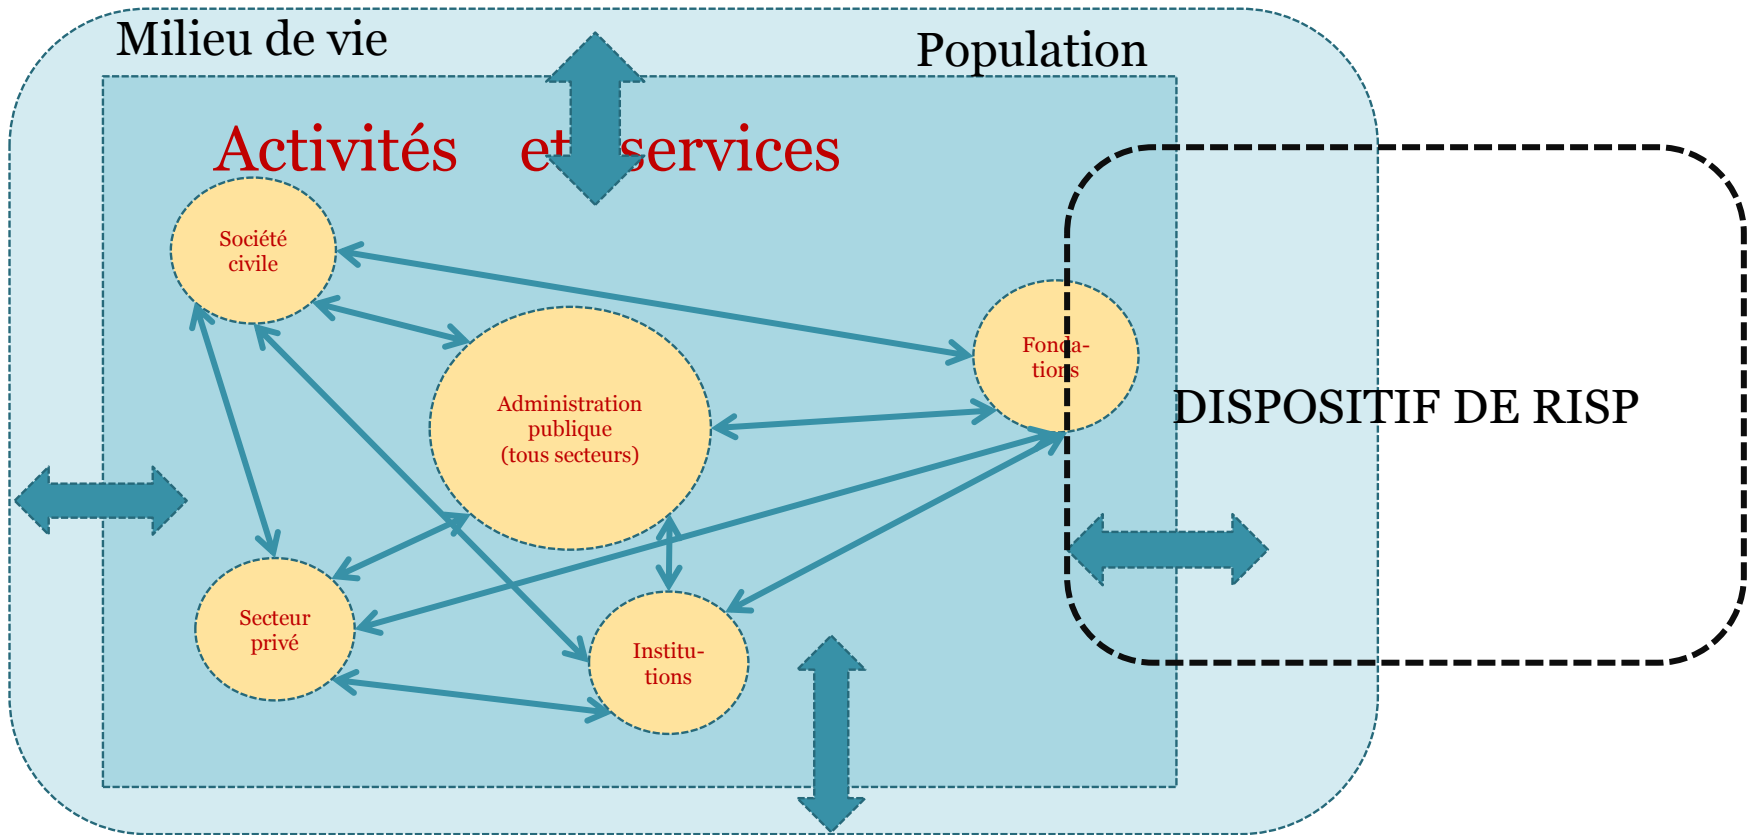 Milieu de vie
Population
Activités et services
Société
civile
Fonda-
tions
Administration
publique
(tous secteurs)
DISPOSITIF DE RISP
Secteur
privé
Institu-
tions